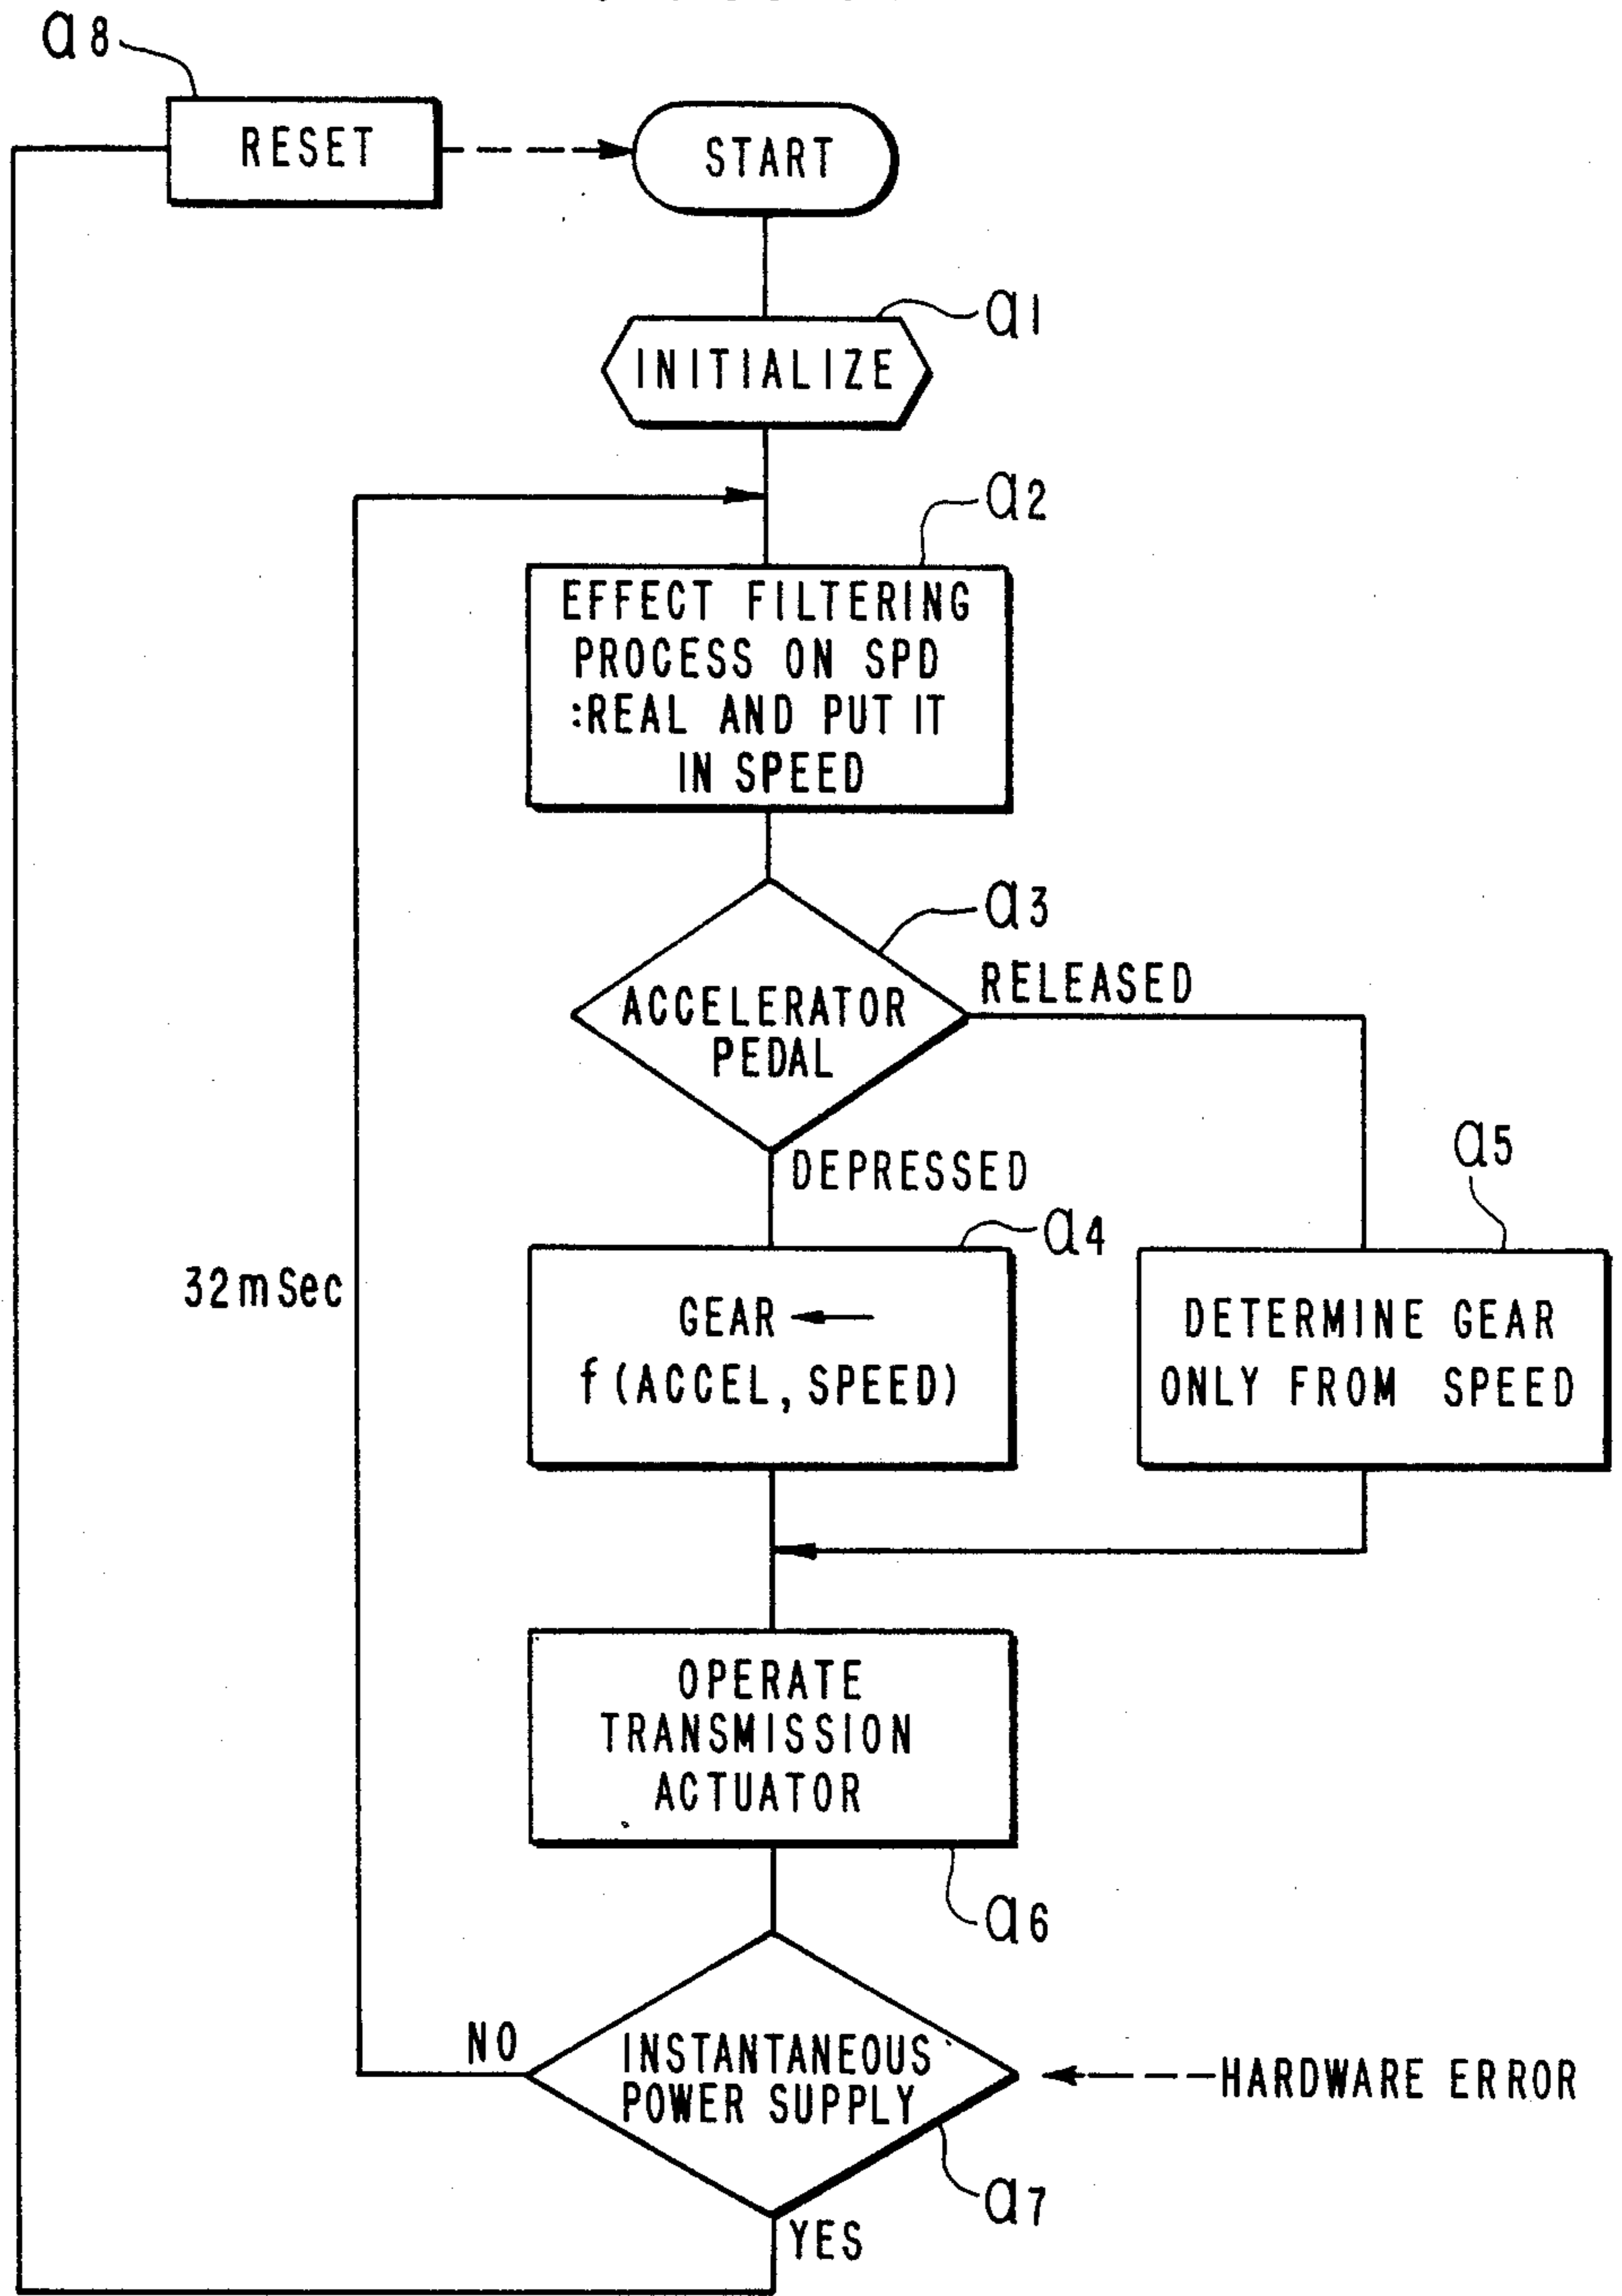 a8
RESET
START
a1
INITIALIZE
a2
EFFECT FILTERING
PROCESS ON SPD
:REAL AND PUT IT
IN SPEED
a3
RELEASED
ACCELERATOR
PEDAL
DEPRESSED
a5
a4
32mSec
GEAR ←
f(ACCEL, SPEED)
DETERMINE GEAR
ONLY FROM SPEED
OPERATE
TRANSMISSION
ACTUATOR
a6
NO
INSTANTANEOUS
POWER SUPPLY
HARDWARE ERROR
a7
YES